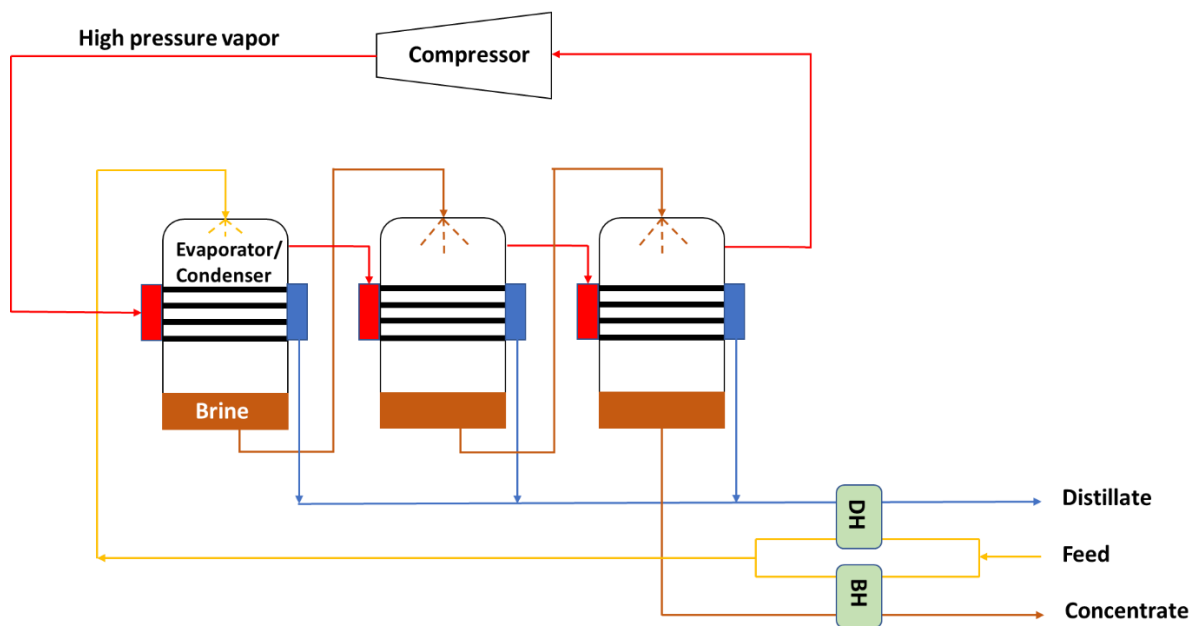 High pressure vapor
Compressor
Evaporator/
Condenser
Brine
DH
Distillate
Feed
BH
Concentrate